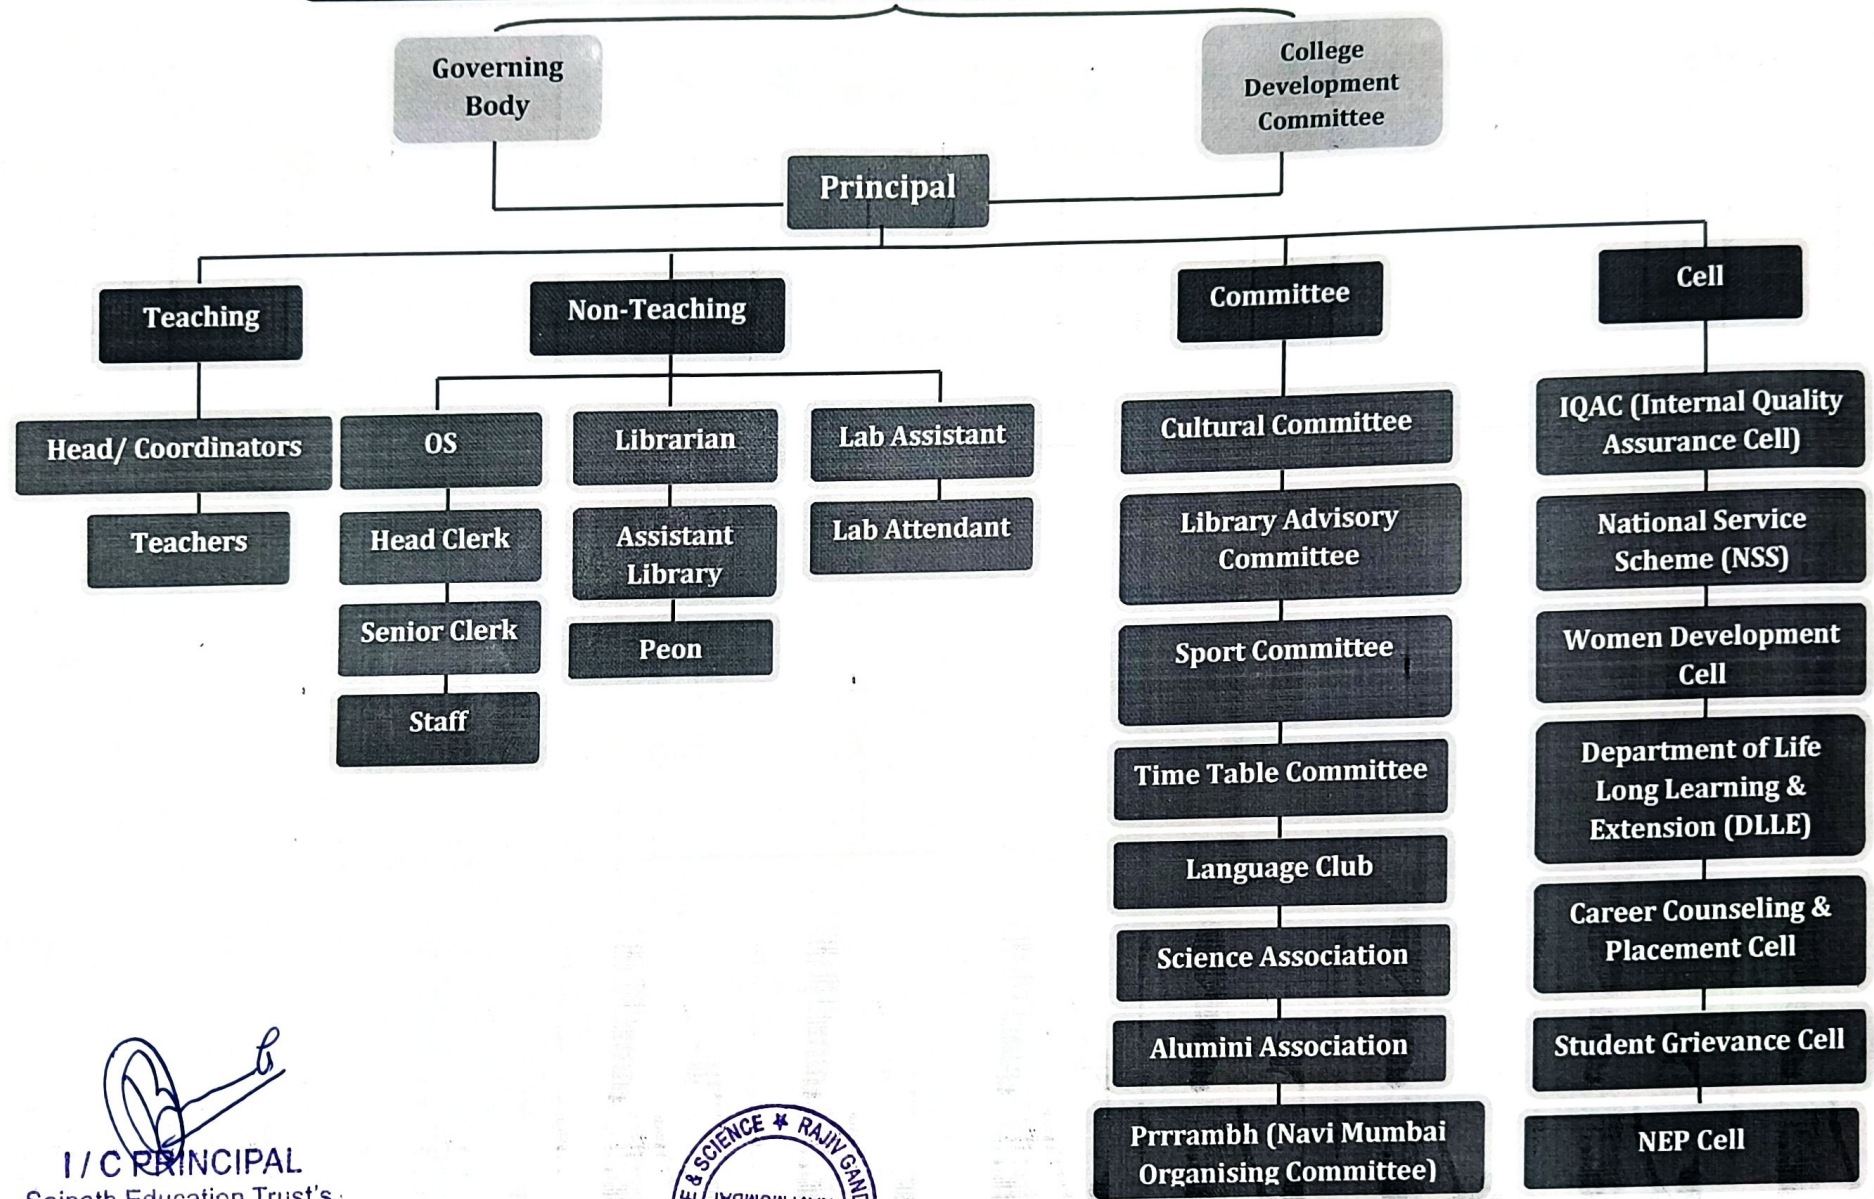 Governing
Body
College
Development
Committee
Principal
Teaching
Non-Teaching
Committee
Cell
Head/ Coordinators
Teachers
OS
Head Clerk
Senior Clerk
Staff
Librarian
Assistant
Library
Peon
Lab Assistant
Lab Attendant
Cultural Committee
Library Advisory
Committee
Sport Committee
Time Table Committee
Language Club
Science Association
Alumini Association
Prrrambh (Navi Mumbai
Organising Committee)
IQAC (Internal Quality
Assurance Cell)
National Service
Scheme (NSS)
Women Development
Cell
Department of Life
Long Learning &
Extension (DLLE)
Career Counseling &
Placement Cell
Student Grievance Cell
NEP Cell
I / C PRINCIPAL
Education Trust's
& SCIENCE ★ RAJIV